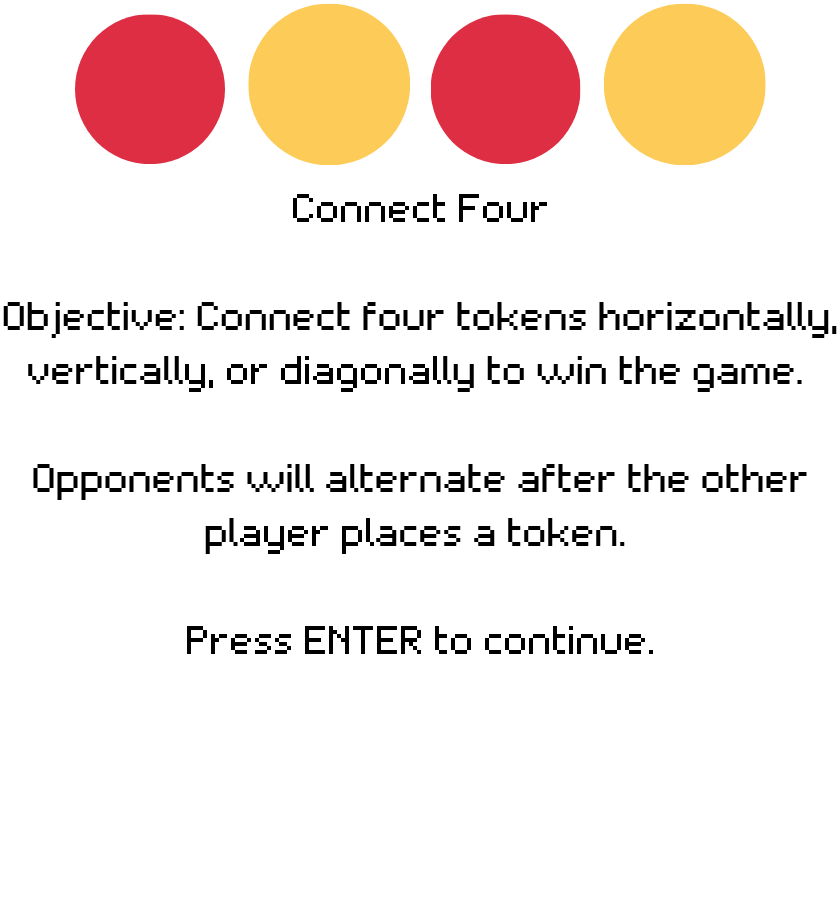 Connect Four
Objective: Connect four tokens horizontally,
vertically, or diagonally to win the game.
Opponents will alternate after the other
player places a token.
Press ENTER to continue.